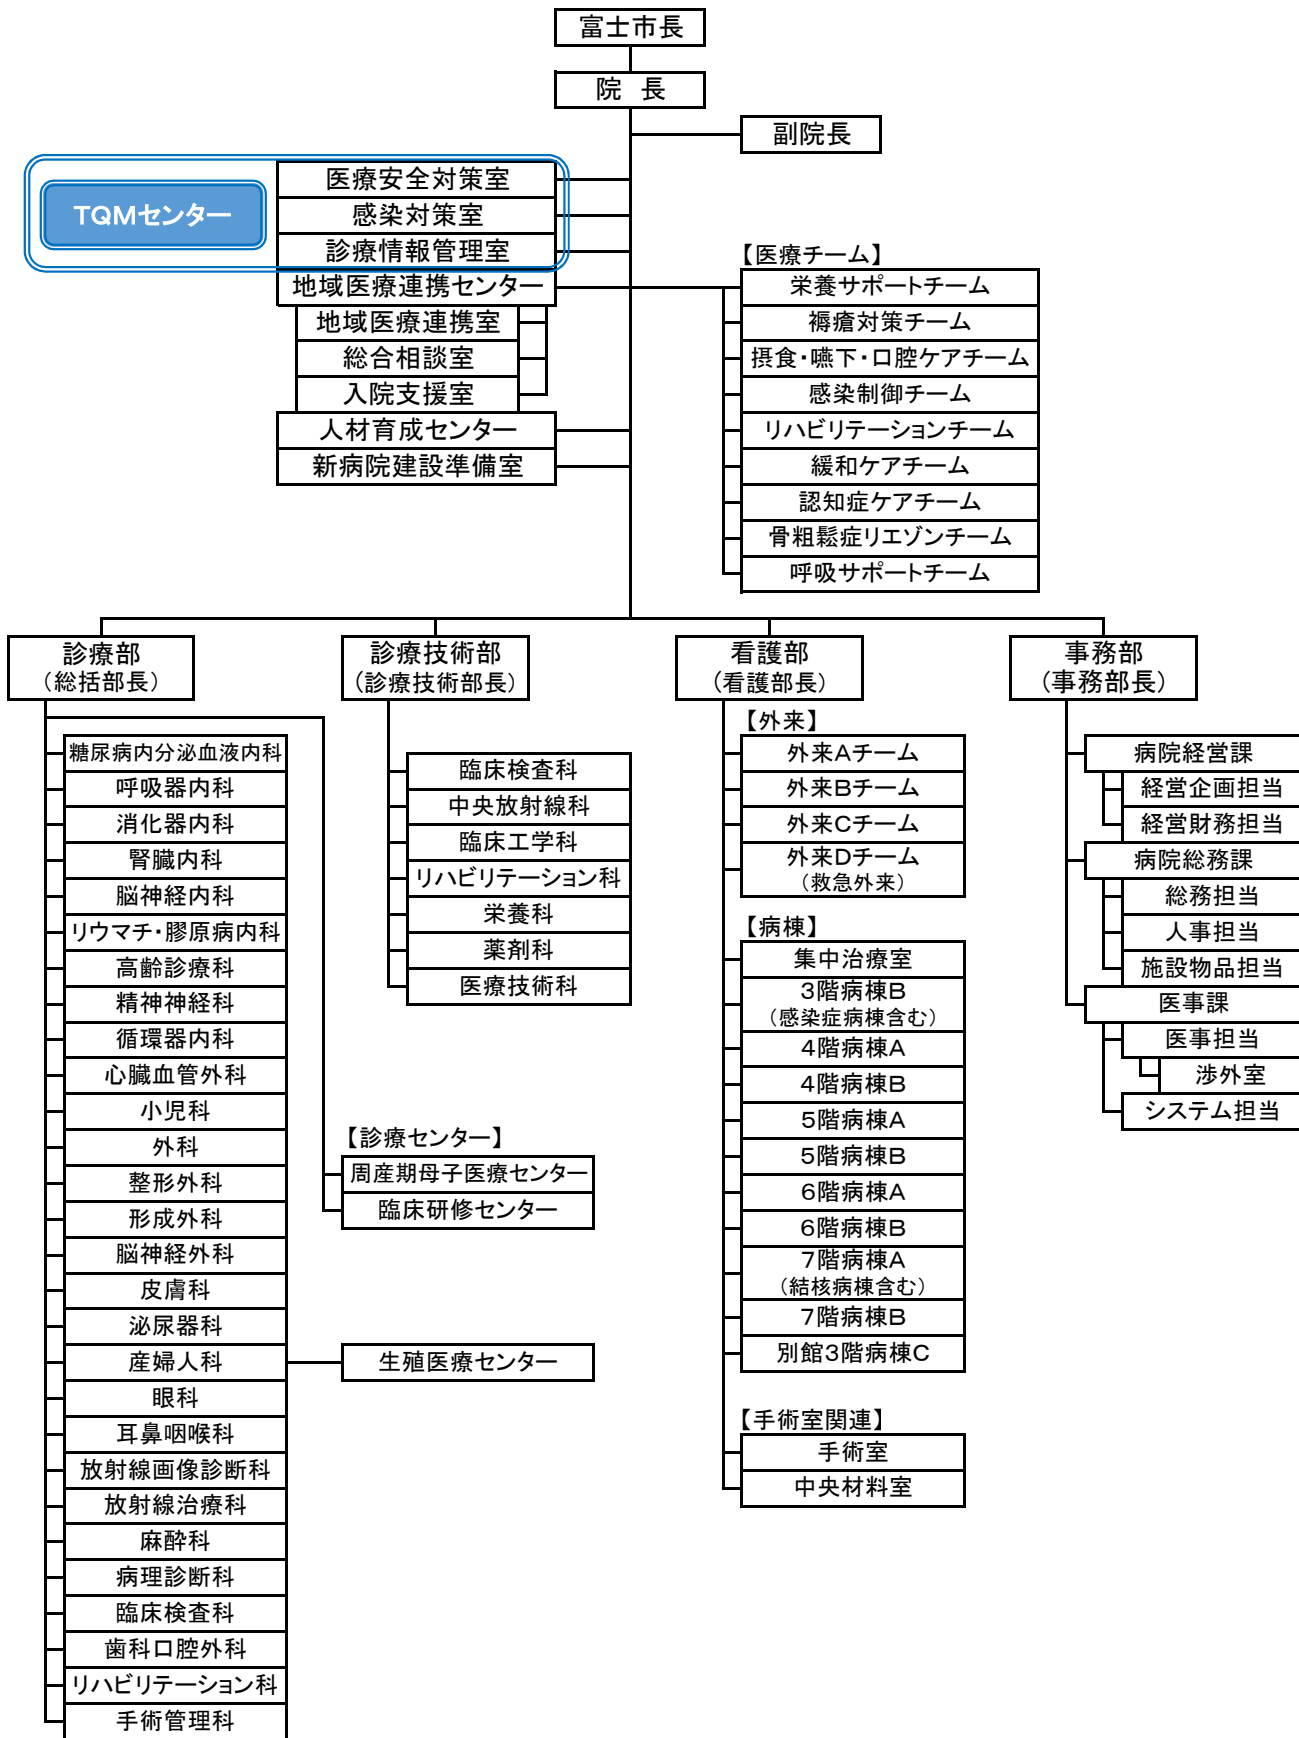 富士市長
院　長
副院長
TQMセンター
医療安全対策室
感染対策室
診療情報管理室
地域医療連携センター
地域医療連携室
総合相談室
入院支援室
人材育成センター
新病院建設準備室
【医療チーム】
栄養サポートチーム
褥瘡対策チーム
摂食・嚥下・口腔ケアチーム
感染制御チーム
リハビリテーションチーム
緩和ケアチーム
認知症ケアチーム
骨粗鬆症リエゾンチーム
呼吸サポートチーム
診療部
（総括部長）
糖尿病内分泌血液内科
呼吸器内科
消化器内科
腎臓内科
脳神経内科
リウマチ・膠原病内科
高齢診療科
精神神経科
循環器内科
心臓血管外科
小児科
外科
整形外科
形成外科
脳神経外科
皮膚科
泌尿器科
産婦人科
眼科
耳鼻咽喉科
放射線画像診断科
放射線治療科
麻酔科
病理診断科
臨床検査科
歯科口腔外科
リハビリテーション科
手術管理科
【診療センター】
周産期母子医療センター
臨床研修センター
生殖医療センター
診療技術部
（診療技術部長）
臨床検査科
中央放射線科
臨床工学科
リハビリテーション科
栄養科
薬剤科
医療技術科
看護部
（看護部長）
【外来】
外来Aチーム
外来Bチーム
外来Cチーム
外来Dチーム
（救急外来）
【病棟】
集中治療室
3階病棟B
（感染症病棟含む）
4階病棟A
4階病棟B
5階病棟A
5階病棟B
6階病棟A
6階病棟B
7階病棟A
（結核病棟含む）
7階病棟B
別館3階病棟C
【手術室関連】
手術室
中央材料室
事務部
（事務部長）
病院経営課
経営企画担当
経営財務担当
病院総務課
総務担当
人事担当
施設物品担当
医事課
医事担当
渉外室
システム担当